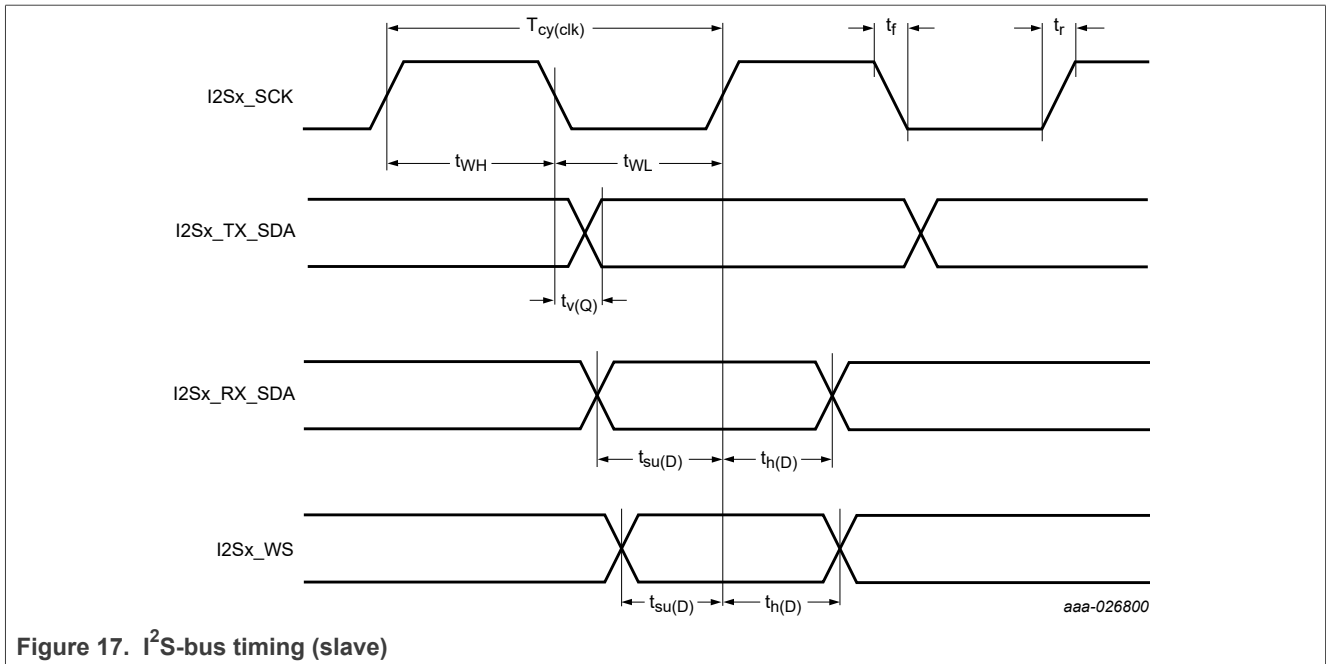 T_cy(clk)
t_f
t_r
I2Sx_SCK
t_WH
t_WL
I2Sx_TX_SDA
t_v(Q)
I2Sx_RX_SDA
t_su(D)
t_h(D)
I2Sx_WS
t_su(D)
t_h(D)
aaa-026800
Figure 17. I²S-bus timing (slave)